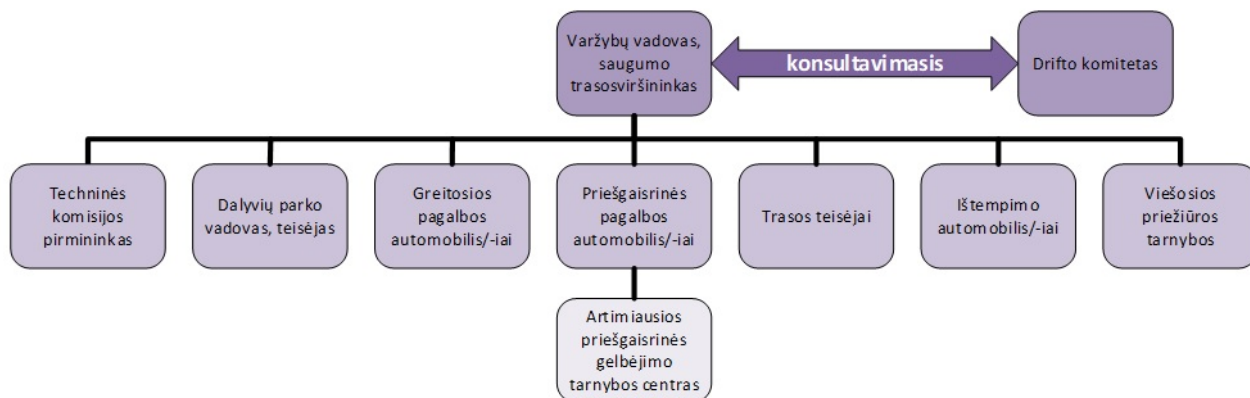 Varžybų vadovas,
saugumo
trasosviršininkas
konsultavimasis
Drifto komitetas
Techninės
komisijos
pirmininkas
Dalyvių parko
vadovas, teisėjas
Greitosios
pagalbos
automobilis/-iai
Priešgaisrinės
pagalbos
automobilis/-iai
Trasos teisėjai
Ištempimo
automobilis/-iai
Viešosios
priežiūros
tarnybos
Artimiausios
priešgaisrinės
gelbėjimo
tarnybos centras